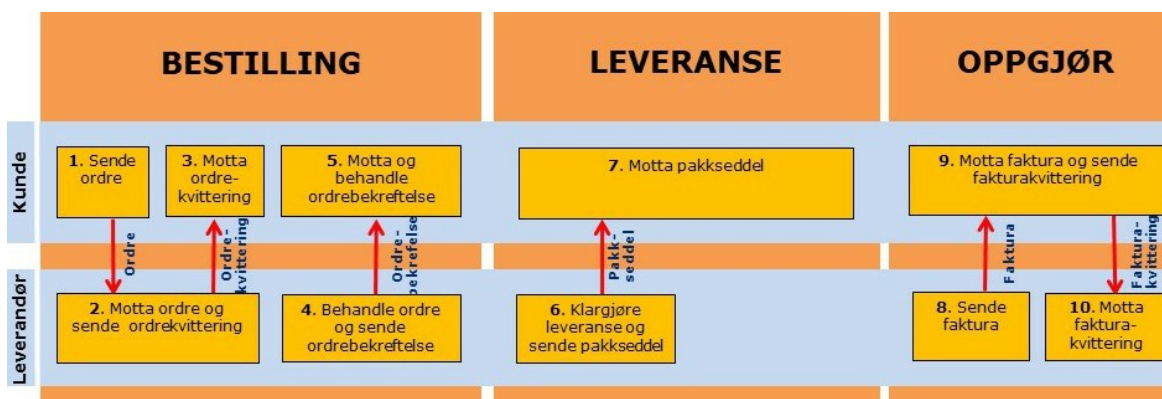 BESTILLING
LEVERANSE
OPPGJØR
Kunde
1. Sende
ordre
3. Motta
ordre-
kvittering
5. Motta og
behandle
ordrebekreftelse
7. Motta pakkseddel
9. Motta faktura og sende
fakturakvittering
Ordre
Ordre-
kvittering
Ordre-
bekrefelse
Pakk-
seddel
Faktura
Faktura-
kvittering
Leverandør
2. Motta ordre og
sende ordrekvittering
4. Behandle ordre
og sende
ordrebekreftelse
6. Klargjøre
leveranse og
sende pakkseddel
8. Sende
faktura
10. Motta
faktura-
kvittering